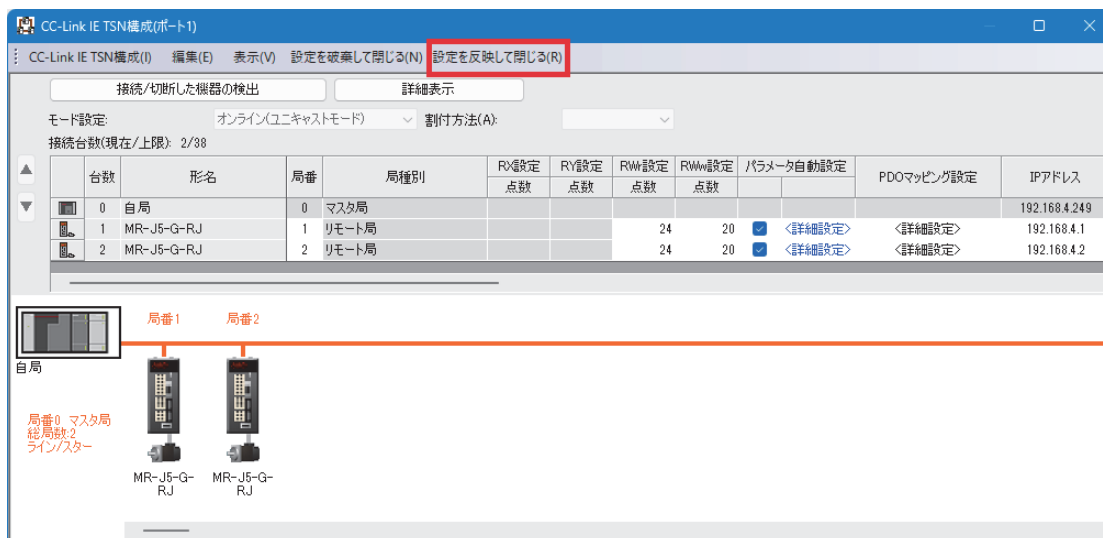 CC-Link IE TSN構成(ポート1)
CC-Link IE TSN構成(I) 編集(E) 表示(V) 設定を破棄して閉じる(N) 設定を反映して閉じる(R)
接続/切断した機器の検出 詳細表示
モード設定: オンライン(ユニキャストモード) 割付方法(A):
接続台数(現在/上限): 2/38
台数 形名 局番 局種別 RX設定 RY設定 RWr設定 RWw設定 パラメータ自動設定 PDOマッピング設定 IPアドレス
点数 点数 点数 点数
0 自局 0 マスタ局 192.168.4.249
1 MR-J5-G-RJ 1 リモート局 24 20 <詳細設定> <詳細設定> 192.168.4.1
2 MR-J5-G-RJ 2 リモート局 24 20 <詳細設定> <詳細設定> 192.168.4.2
局番1 局番2
自局
局番0 マスタ局
総局数:2
ライン/スター
MR-J5-G-
RJ
MR-J5-G-
RJ